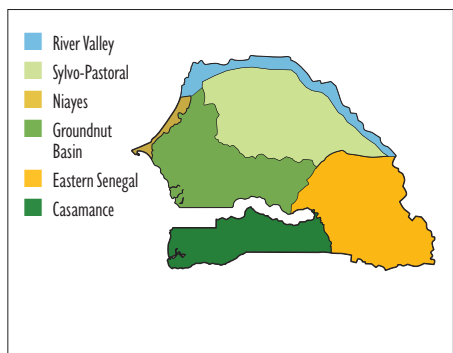 River Valley
Sylvo-Pastoral
Niayes
Groundnut
Basin
Eastern Senegal
Casamance